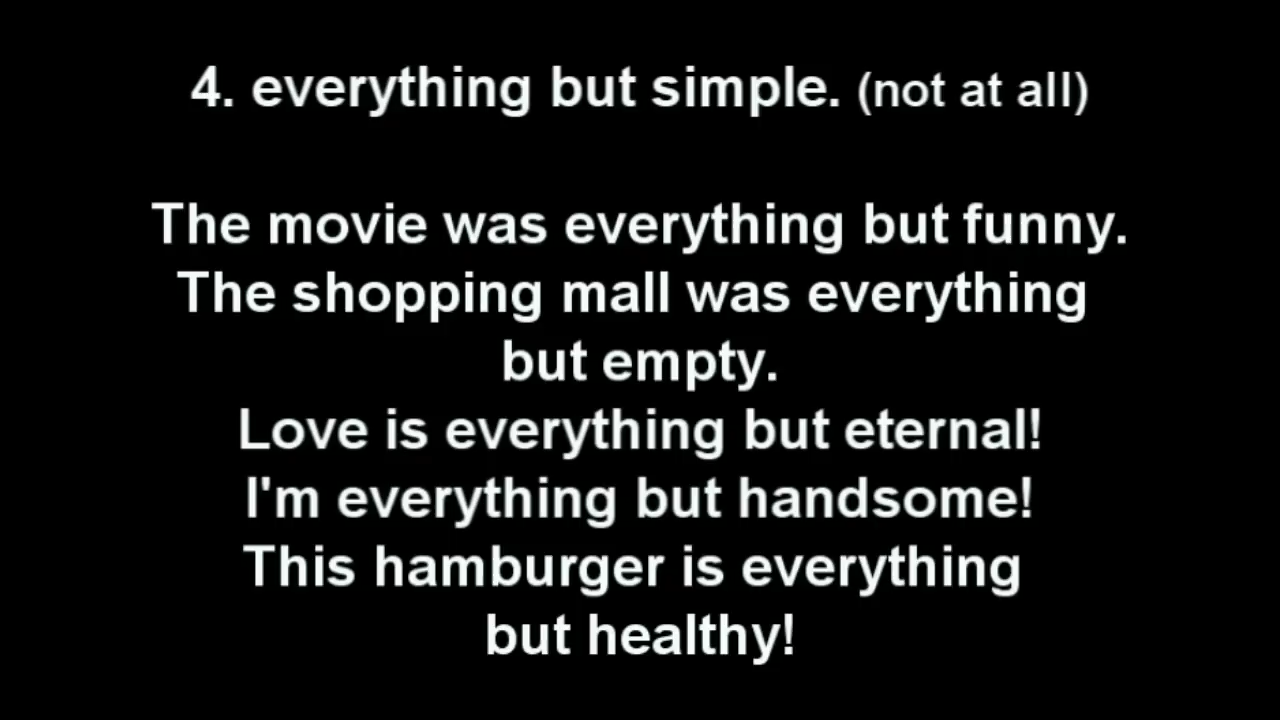 4. everything but simple. (not at all)
The movie was everything but funny.
The shopping mall was everything
but empty.
Love is everything but eternal!
I'm everything but handsome!
This hamburger is everything
but healthy!